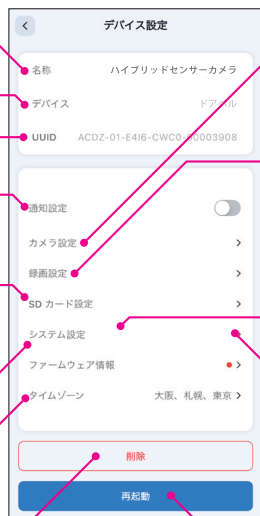 デバイス設定
名称 ハイブリッドセンサーカメラ
デバイス ドアベル
UUID ACDZ-01-E4I6-CWC0-00003908
通知設定
カメラ設定
録画設定
SD カード設定
システム設定
ファームウェア情報
タイムゾーン 大阪、札幌、東京
削除
再起動